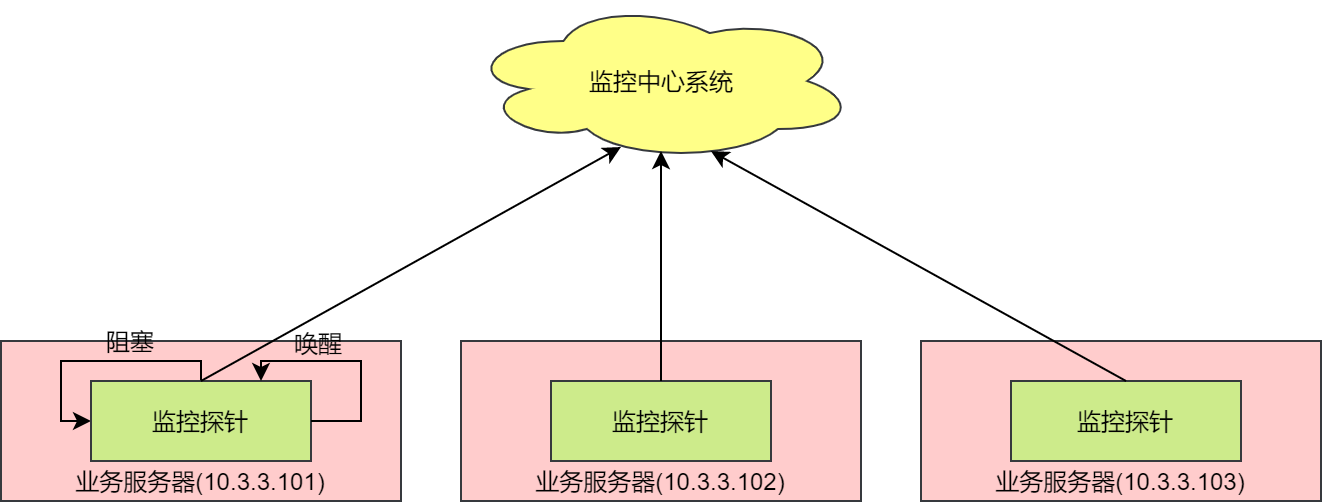 监控中心系统
阻塞
唤醒
监控探针
监控探针
监控探针
业务服务器(10.3.3.101)
业务服务器(10.3.3.102)
业务服务器(10.3.3.103)